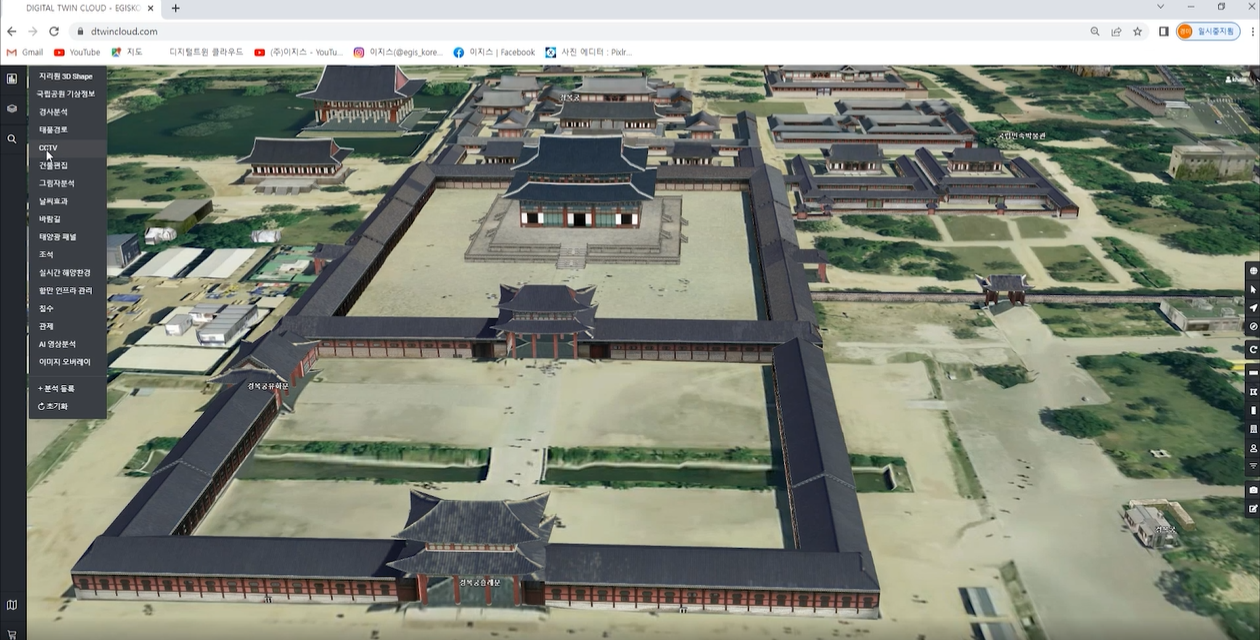 DIGITAL TWIN CLOUD - EGISKO
dtwincloud.com
일시중지됨
Gmail
YouTube
지도
디지털트윈 클라우드
(주)이지스 - YouTu...
이지스(@egis_kore...
이지스 | Facebook
사진 에디터 : Pixlr...
지리원 3D Shape
국립공원 기상정보
경사분석
태풍경로
CCTV
건물편집
그림자분석
날씨효과
바람길
태양광 패널
조석
실시간 해양환경
항만 인프라 관리
침수
관제
AI 영상분석
이미지 오버레이
+ 분석 등록
초기화
경복궁
국립민속박물관
경복궁유화문
경복궁흥례문
경복궁